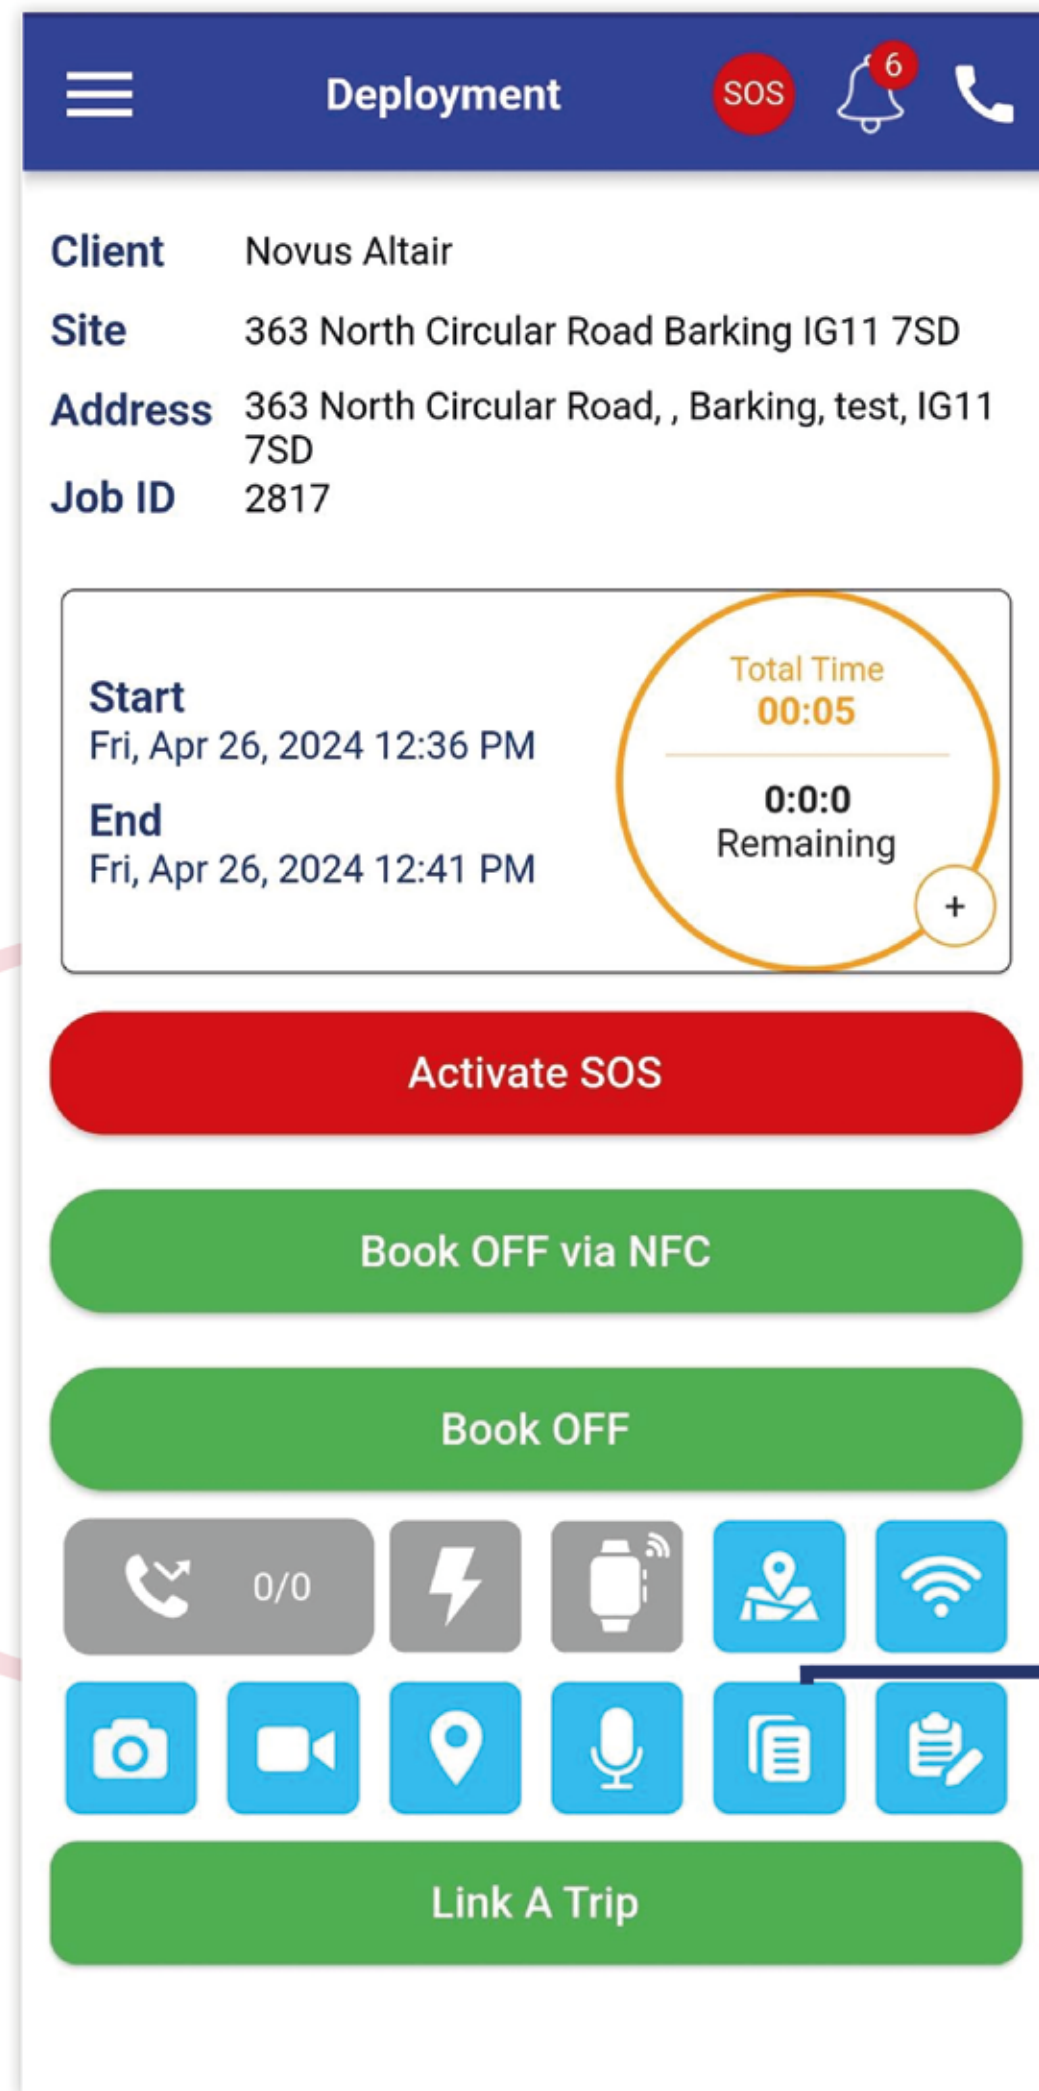 Deployment
SOS
6
Client Novus Altair
Site 363 North Circular Road Barking IG11 7SD
Address 363 North Circular Road, , Barking, test, IG11
7SD
Job ID 2817
Total Time
00:05
Start
Fri, Apr 26, 2024 12:36 PM
0:0:0
Remaining
End
Fri, Apr 26, 2024 12:41 PM
+
Activate SOS
Book OFF via NFC
Book OFF
0/0
Link A Trip